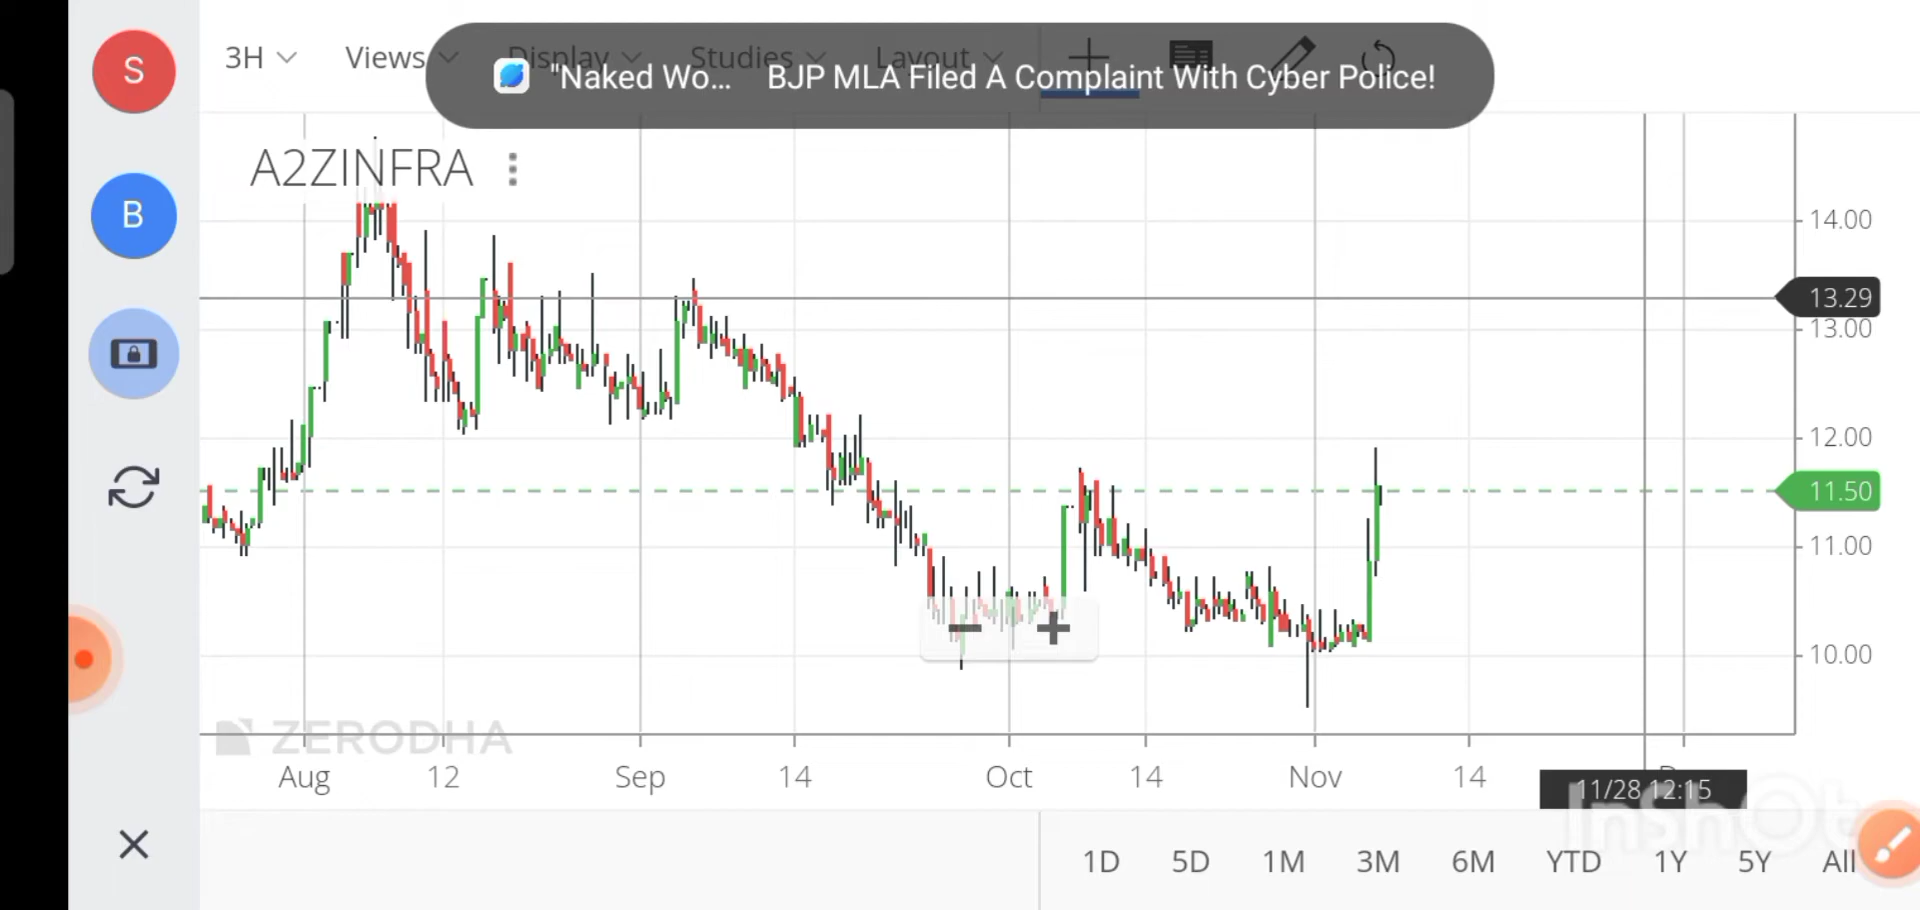 S
3H Views Display Studies Layout
"Naked Wo... BJP MLA Filed A Complaint With Cyber Police!
A2ZINFRA
B
14.00
13.29
13.00
12.00
11.50
11.00
10.00
ZERODHA
Aug 12 Sep 14 Oct 14 Nov 14
11/28 12:15
InShOt
1D 5D 1M 3M 6M YTD 1Y 5Y All